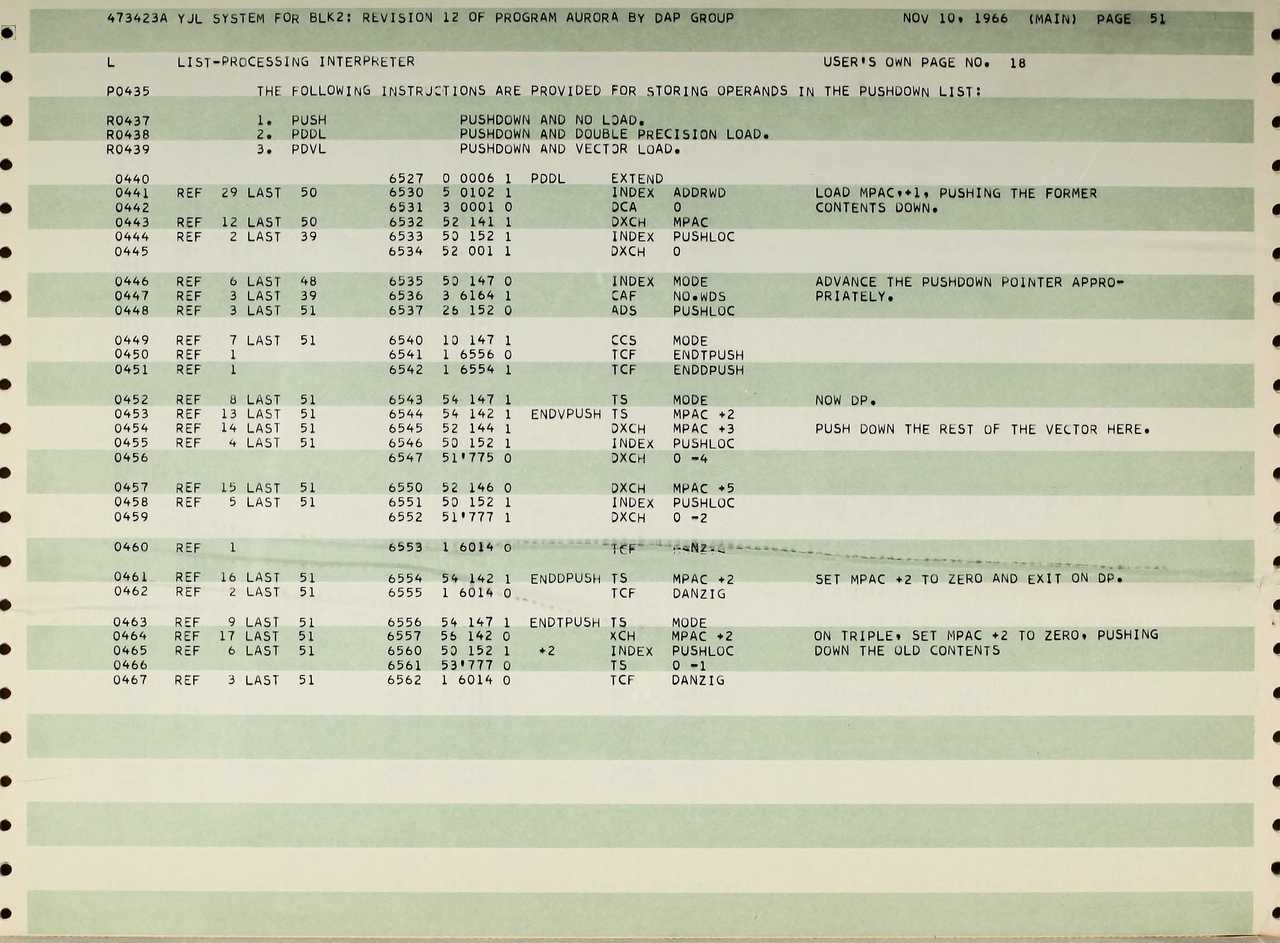 473423A YJL SYSTEM FOR BLK2: REVISION 12 OF PROGRAM AURORA BY DAP GROUP NOV 10, 1966 (MAIN) PAGE 51
L LIST-PROCESSING INTERPRETER USER'S OWN PAGE NO. 18
P0435 THE FOLLOWING INSTRUCTIONS ARE PROVIDED FOR STORING OPERANDS IN THE PUSHDOWN LIST:
R0437 1. PUSH PUSHDOWN AND NO LOAD.
R0438 2. PDDL PUSHDOWN AND DOUBLE PRECISION LOAD.
R0439 3. PDVL PUSHDOWN AND VECTOR LOAD.
0440 6527 0 0006 1 PDDL EXTEND
0441 REF 29 LAST 50 6530 5 0102 1 INDEX ADDRWD LOAD MPAC,+1, PUSHING THE FORMER
0442 6531 3 0001 0 DCA 0 CONTENTS DOWN.
0443 REF 12 LAST 50 6532 52 141 1 DXCH MPAC
0444 REF 2 LAST 39 6533 50 152 1 INDEX PUSHLOC
0445 6534 52 001 1 DXCH 0
0446 REF 6 LAST 48 6535 50 147 0 INDEX MODE ADVANCE THE PUSHDOWN POINTER APPRO-
0447 REF 3 LAST 39 6536 3 6164 1 CAF NO.WDS PRIATELY.
0448 REF 3 LAST 51 6537 26 152 0 ADS PUSHLOC
0449 REF 7 LAST 51 6540 10 147 1 CCS MODE
0450 REF 1 6541 1 6556 0 TCF ENDTPUSH
0451 REF 1 6542 1 6554 1 TCF ENDDPUSH
0452 REF 8 LAST 51 6543 54 147 1 TS MODE NOW DP.
0453 REF 13 LAST 51 6544 54 142 1 ENDVPUSH TS MPAC +2
0454 REF 14 LAST 51 6545 52 144 1 DXCH MPAC +3 PUSH DOWN THE REST OF THE VECTOR HERE.
0455 REF 4 LAST 51 6546 50 152 1 INDEX PUSHLOC
0456 6547 51'775 0 DXCH 0 -4
0457 REF 15 LAST 51 6550 52 146 0 DXCH MPAC +5
0458 REF 5 LAST 51 6551 50 152 1 INDEX PUSHLOC
0459 6552 51'777 1 DXCH 0 -2
0460 REF 1 6553 1 6014 0 TCF
0461 REF 16 LAST 51 6554 54 142 1 ENDDPUSH TS MPAC +2 SET MPAC +2 TO ZERO AND EXIT ON DP.
0462 REF 2 LAST 51 6555 1 6014 0 TCF DANZIG
0463 REF 9 LAST 51 6556 54 147 1 ENDTPUSH TS MODE
0464 REF 17 LAST 51 6557 56 142 0 XCH MPAC +2 ON TRIPLE, SET MPAC +2 TO ZERO, PUSHING
0465 REF 6 LAST 51 6560 50 152 1 +2 INDEX PUSHLOC DOWN THE OLD CONTENTS
0466 6561 53'777 0 TS 0 -1
0467 REF 3 LAST 51 6562 1 6014 0 TCF DANZIG